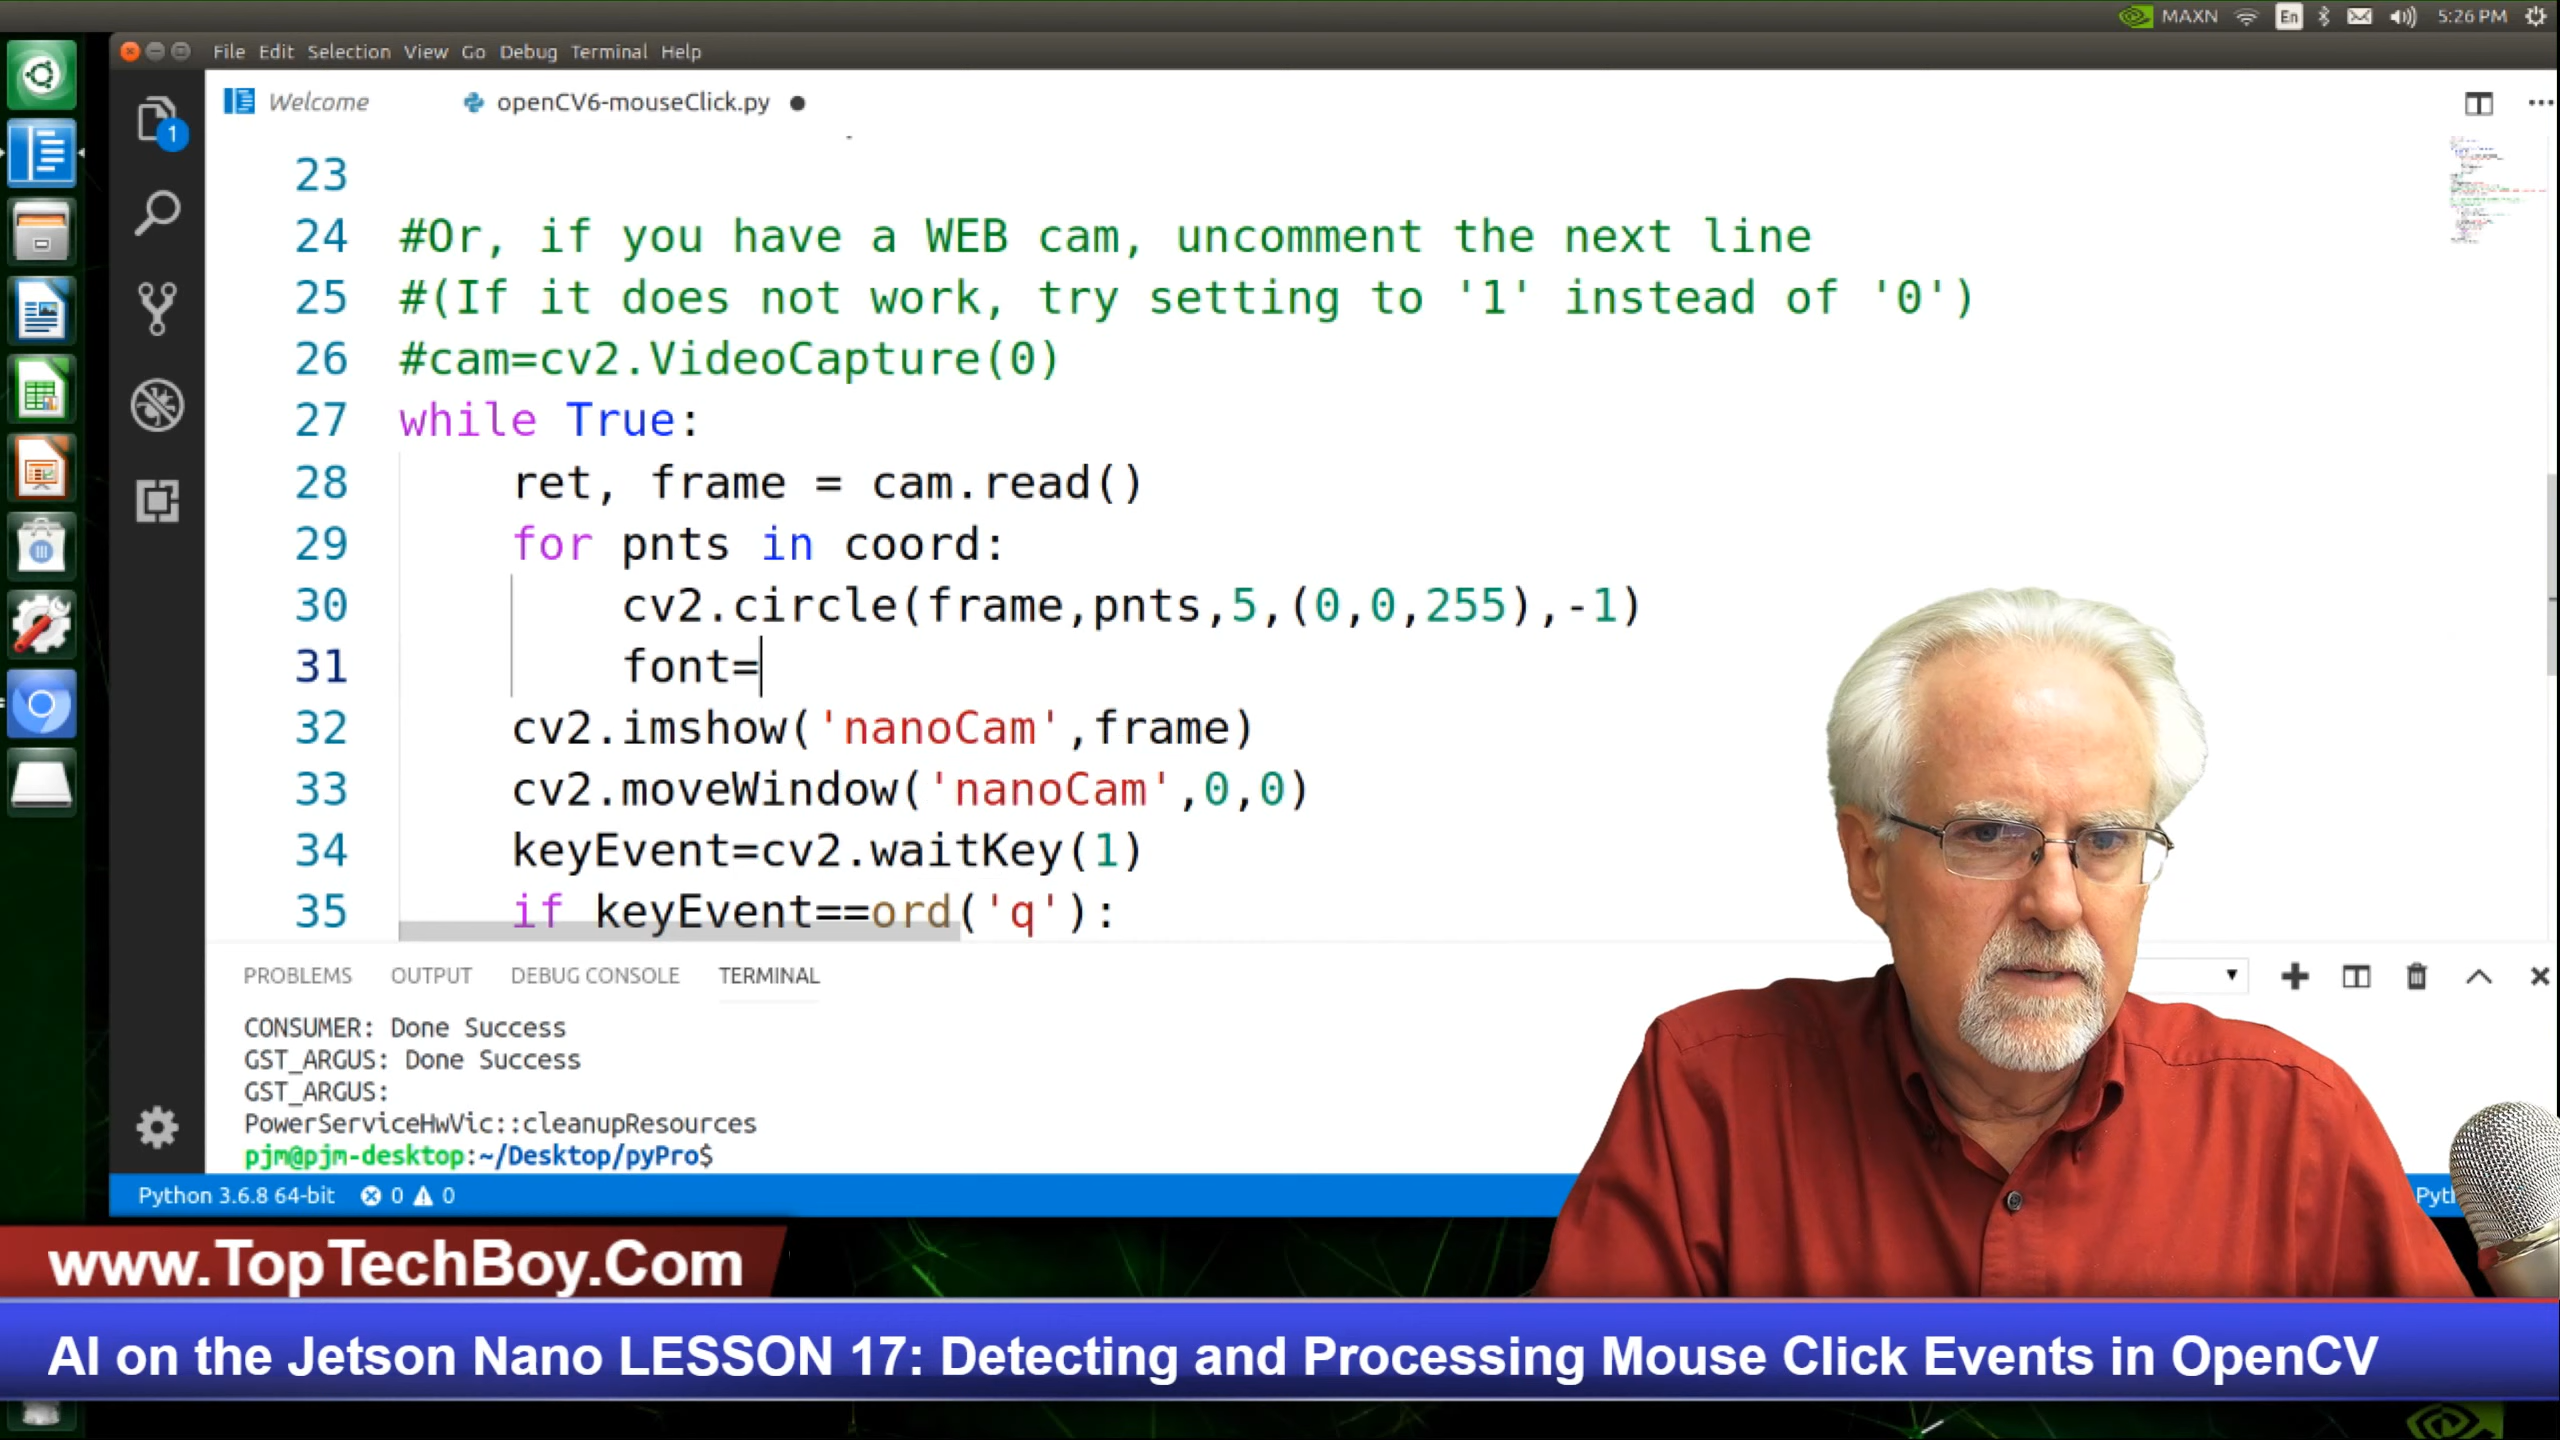 MAXN En 5:26 PM
File Edit Selection View Go Debug Terminal Help
Welcome openCV6-mouseClick.py
1
23
24 #Or, if you have a WEB cam, uncomment the next line
25 #(If it does not work, try setting to '1' instead of '0')
26 #cam=cv2.VideoCapture(0)
27 while True:
28 ret, frame = cam.read()
29 for pnts in coord:
30 cv2.circle(frame,pnts,5,(0,0,255),-1)
31 font=
32 cv2.imshow('nanoCam',frame)
33 cv2.moveWindow('nanoCam',0,0)
34 keyEvent=cv2.waitKey(1)
35 if keyEvent==ord('q'):
PROBLEMS OUTPUT DEBUG CONSOLE TERMINAL
CONSUMER: Done Success
GST_ARGUS: Done Success
GST_ARGUS:
PowerServiceHwVic::cleanupResources
pjm@pjm-desktop:~/Desktop/pyPro$
Python 3.6.8 64-bit 0 0
www.TopTechBoy.Com
AI on the Jetson Nano LESSON 17: Detecting and Processing Mouse Click Events in OpenCV